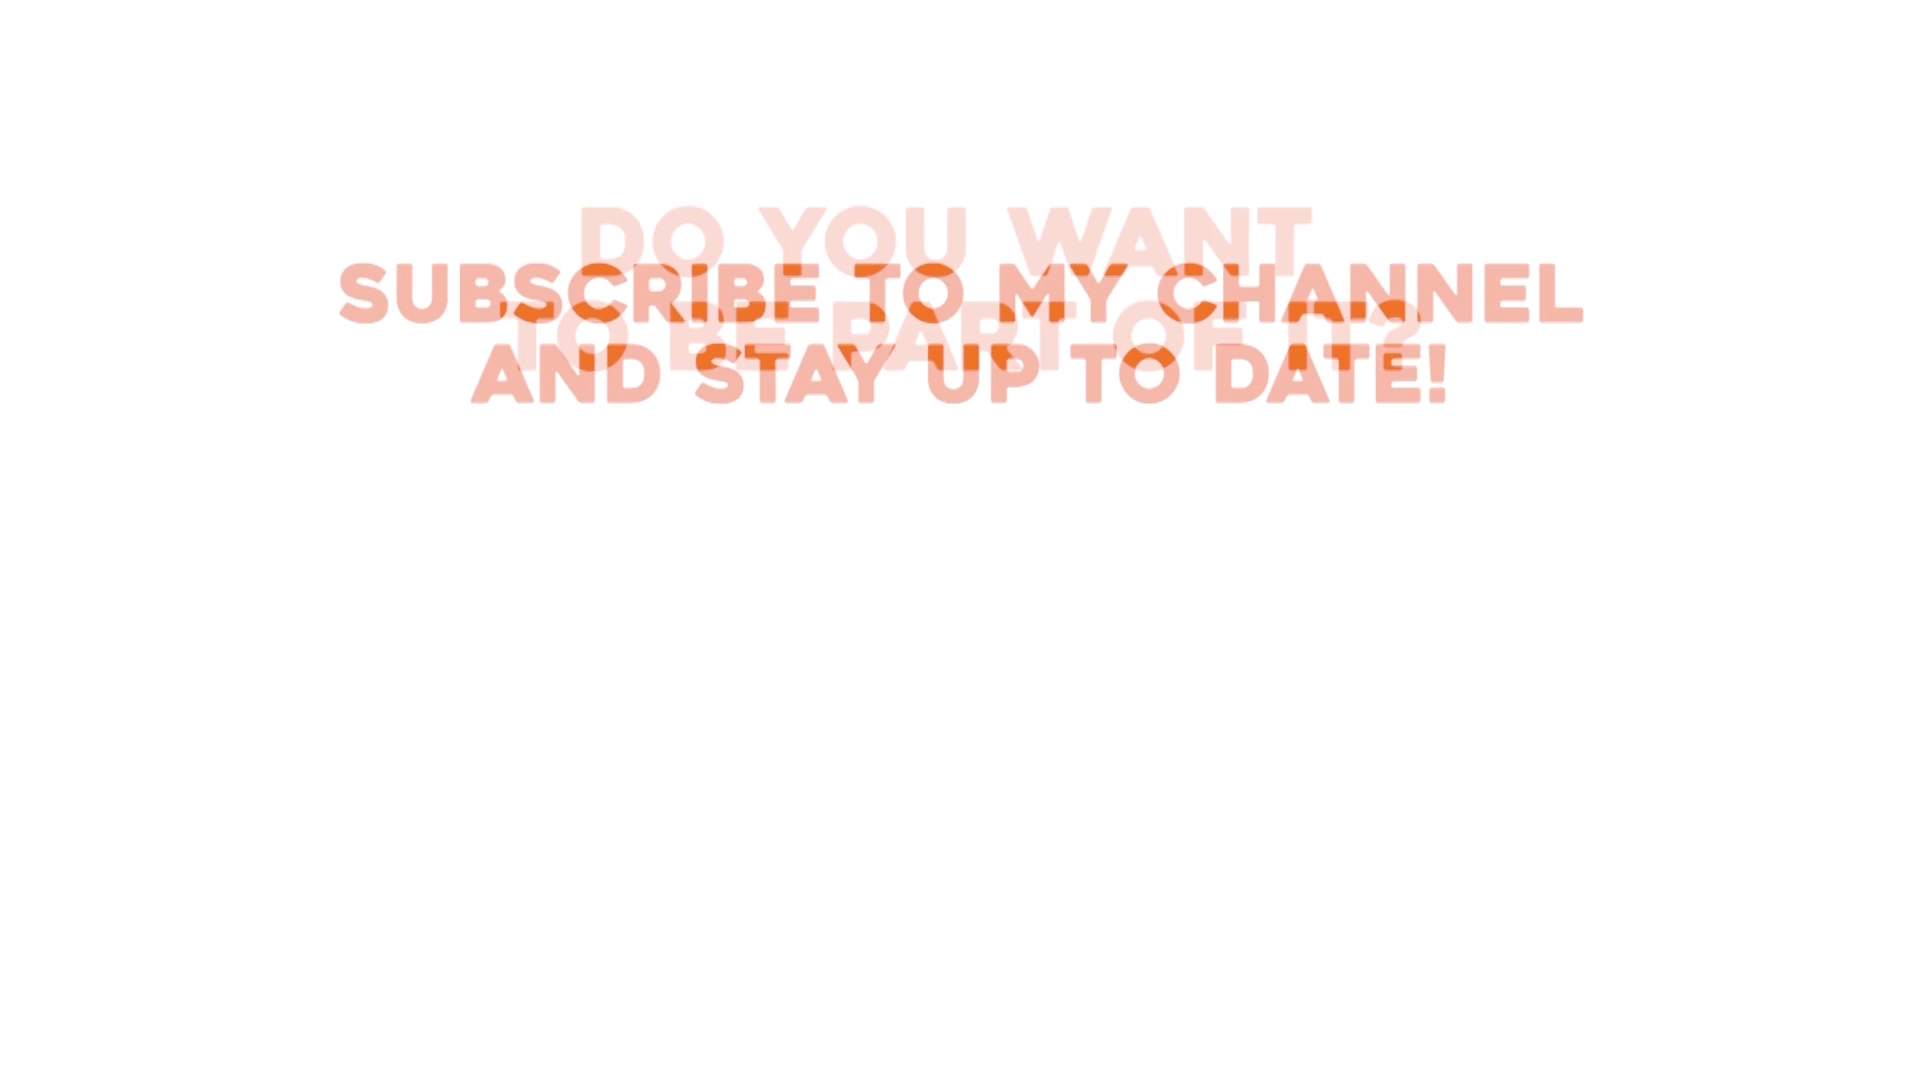 DO YOU WANT
SUBSCRIBE TO MY CHANNEL
TO BE PART OF IT?
AND STAY UP TO DATE!